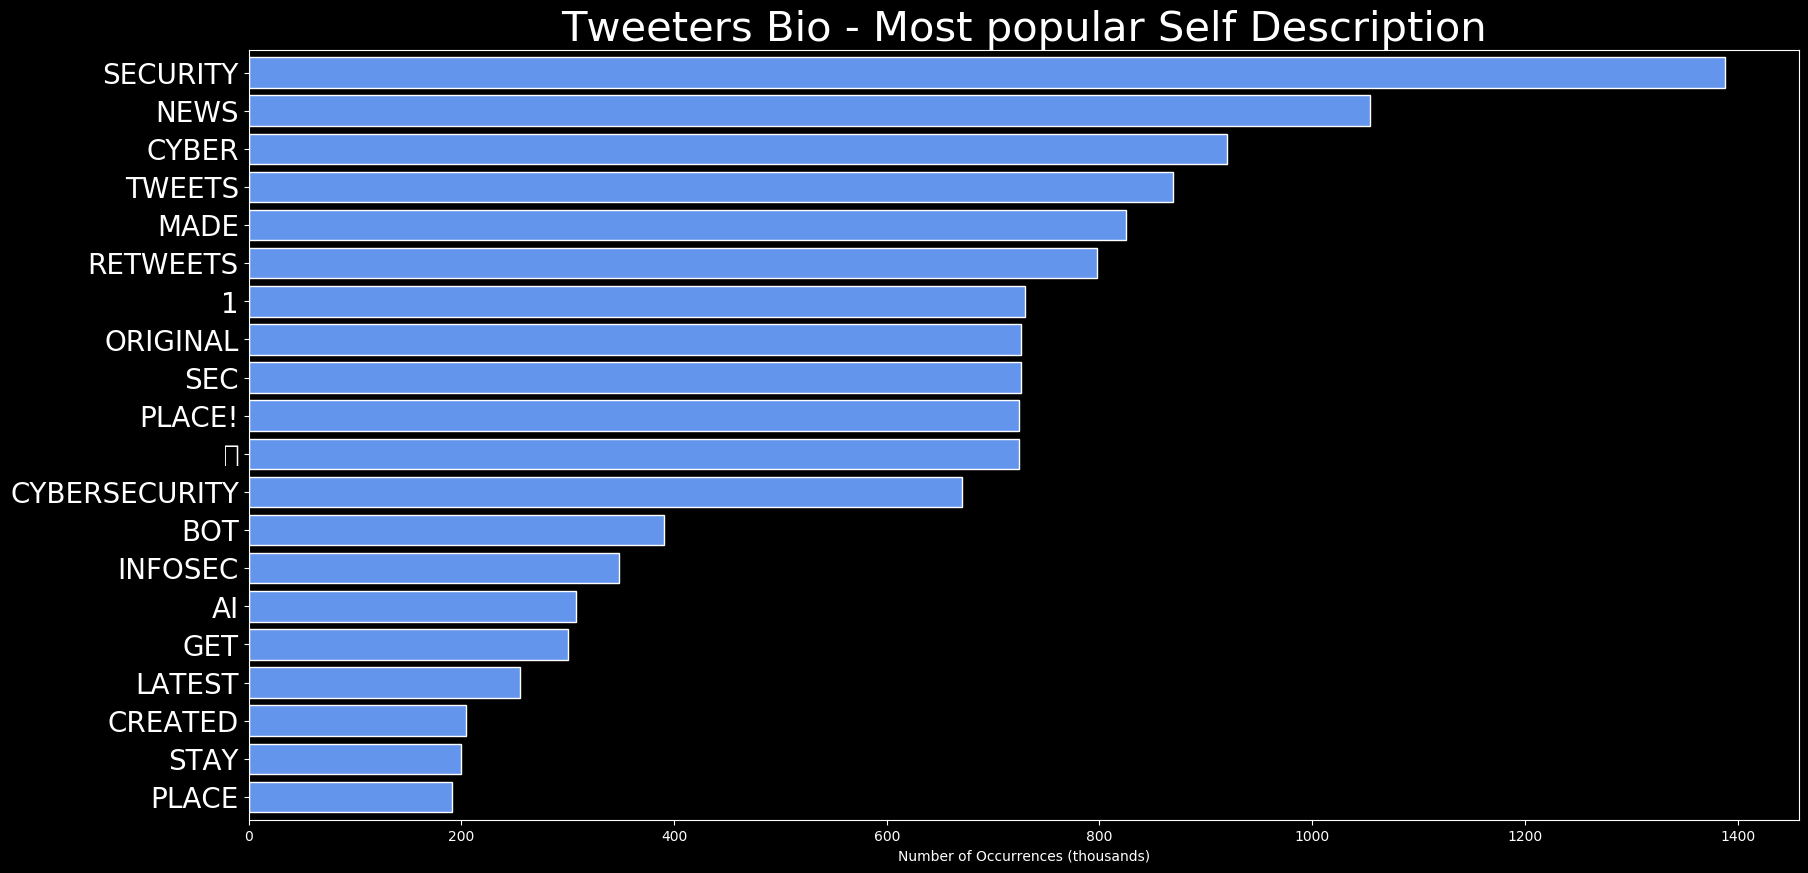 Tweeters Bio - Most popular Self Description
SECURITY
NEWS
CYBER
TWEETS
MADE
RETWEETS
1
ORIGINAL
SEC
PLACE!
CYBERSECURITY
BOT
INFOSEC
AI
GET
LATEST
CREATED
STAY
PLACE
0 200 400 600 800 1000 1200 1400
Number of Occurrences (thousands)